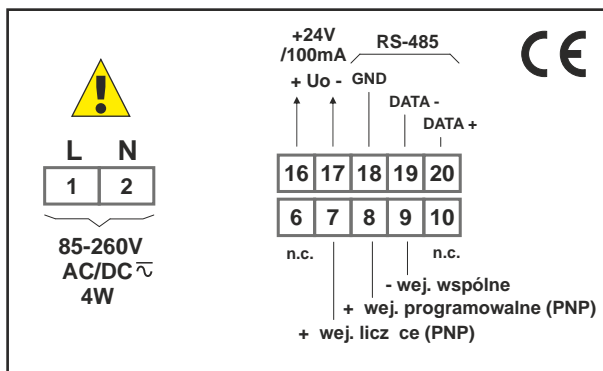 +24V
/100mA
RS-485
CE
+ Uo -
GND
DATA -
DATA +
L N
1 2
16 17 18 19 20
6 7 8 9 10
n.c.
n.c.
85-260V
AC/DC
4W
- wej. wspólne
+ wej. programowalne (PNP)
+ wej. licz ce (PNP)